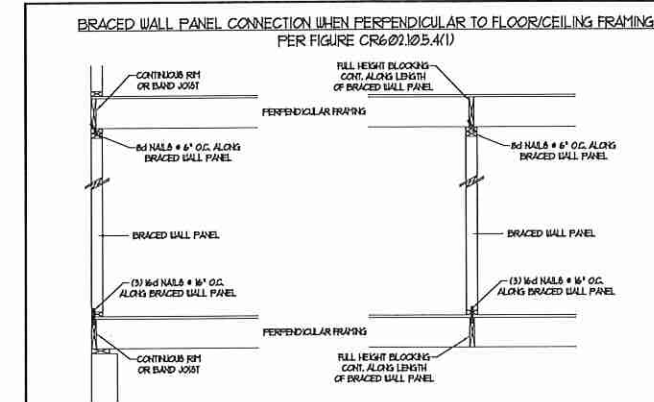 BRACED WALL PANEL CONNECTION WHEN PERPENDICULAR TO FLOOR/CEILING FRAMING
PER FIGURE CR602.10.5.4(1)
CONTINUOUS RIM
OR BAND JOIST
PERPENDICULAR FRAMING
8d NAILS @ 6" O.C. ALONG
BRACED WALL PANEL
BRACED WALL PANEL
(3) 16d NAILS @ 16" O.C.
ALONG BRACED WALL PANEL
PERPENDICULAR FRAMING
CONTINUOUS RIM
OR BAND JOIST
FULL HEIGHT BLOCKING
CONT. ALONG LENGTH
OF BRACED WALL PANEL
8d NAILS @ 6" O.C. ALONG
BRACED WALL PANEL
BRACED WALL PANEL
(3) 16d NAILS @ 16" O.C.
ALONG BRACED WALL PANEL
FULL HEIGHT BLOCKING
CONT. ALONG LENGTH
OF BRACED WALL PANEL